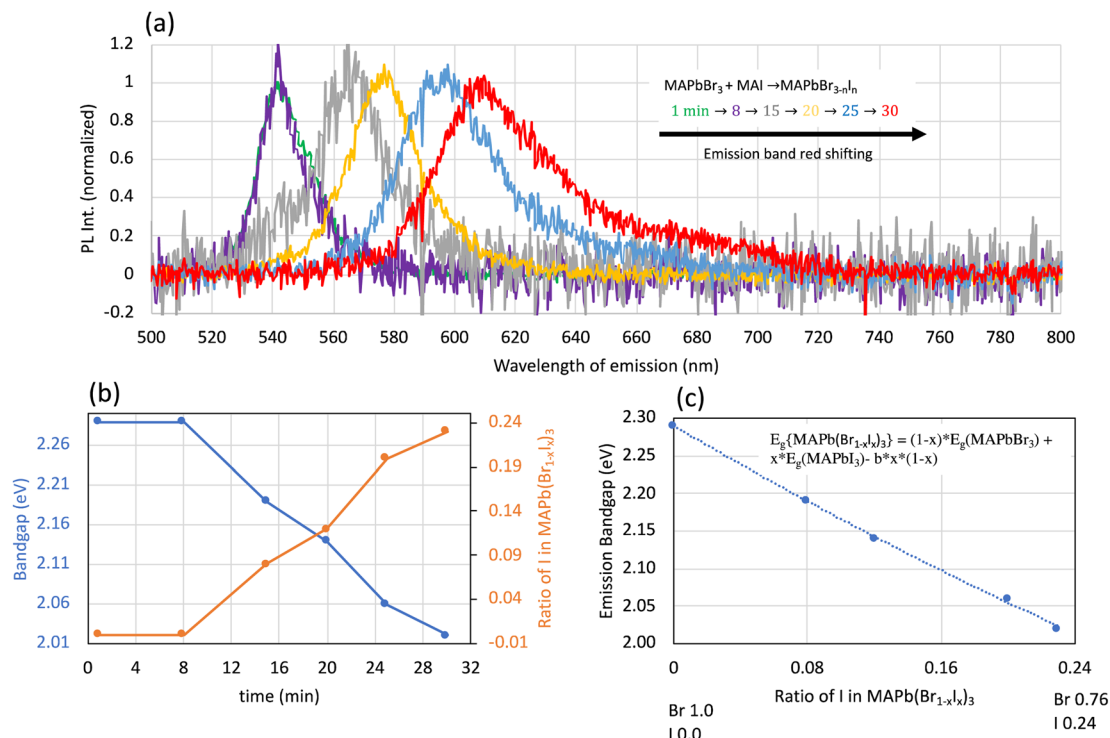 (a)
1.2
1
0.8
0.6
0.4
0.2
0
-0.2
PL Int. (normalized)
MAPbBr₃ + MAI →MAPbBr₃₋ₙIₙ
1 min → 8 → 15 → 20 → 25 → 30
Emission band red shifting
500 520 540 560 580 600 620 640 660 680 700 720 740 760 780 800
Wavelength of emission (nm)
(b)
2.26
2.21
2.16
2.11
2.06
2.01
Bandgap (eV)
0.24
0.19
0.14
0.09
0.04
-0.01
Ratio of I in MAPb(Br₁₋ₓIₓ)₃
0 4 8 12 16 20 24 28 32
time (min)
(c)
2.30
2.25
2.20
2.15
2.10
2.05
2.00
Emission Bandgap (eV)
E_g{MAPb(Br₁₋ₓIₓ)₃} = (1-x)*E_g(MAPbBr₃) +
x*E_g(MAPbI₃)- b*x*(1-x)
0 0.08 0.16 0.24
Ratio of I in MAPb(Br₁₋ₓIₓ)₃
Br 1.0
I 0.0
Br 0.76
I 0.24